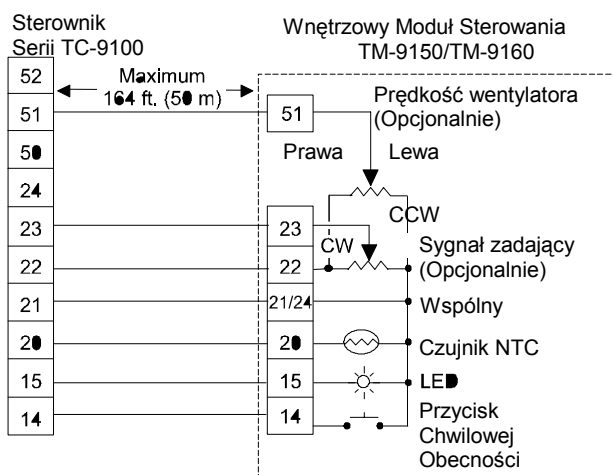 Sterownik
Serii TC-9100
Wnętrzowy Moduł Sterowania
TM-9150/TM-9160
52
51
50
24
23
22
21
20
15
14
Maximum
164 ft. (50 m)
51
23
22
21/24
20
15
14
Prędkość wentylatora
(Opcjonalnie)
Prawa Lewa
CCW
CW
Sygnał zadający
(Opcjonalnie)
Wspólny
Czujnik NTC
LED
Przycisk
Chwilowej
Obecności